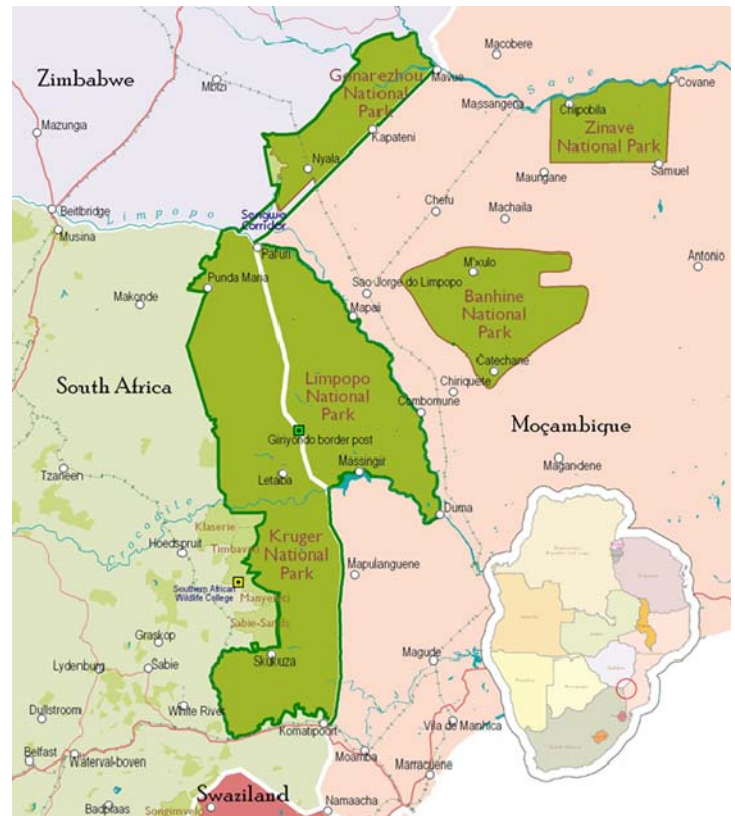 Zimbabwe
Mbizi
Mazungia
Beitbridge
Musina
Limpopo
Gonarezhou
National
Park
Mavue
Kapateni
Nyala
Sengwe
Corridor
Macobere
Save
Massangena
Covane
Chipobila
Zinave
National Park
Samuel
Maungane
Chefu
Machaila
Antonio
Pafuri
Punda Maria
Makonde
Sao Jorge do Limpopo
Mapai
M'xulo
Banhine
National
Park
Catechane
Chiriquete
Combomune
South Africa
Limpopo
National
Park
Giriyondo border post
Letaba
Massingir
Moçambique
Magandene
Tzaneen
Duma
Crocodile
Klaserie
Hoedspruit
Timbavati
Kruger
National
Park
Mapulanguene
Southern African
Wildlife College
Manyeleti
Sabie-Sands
Graskop
Skukuza
Lydenburg
Sabie
Magude
Dullstroom
White River
Komatipoort
Vila de Manhica
Belfast
Waterval-boven
Moamba
Marracuene
Badplaas
Songimvelo
Swaziland
Namaacha